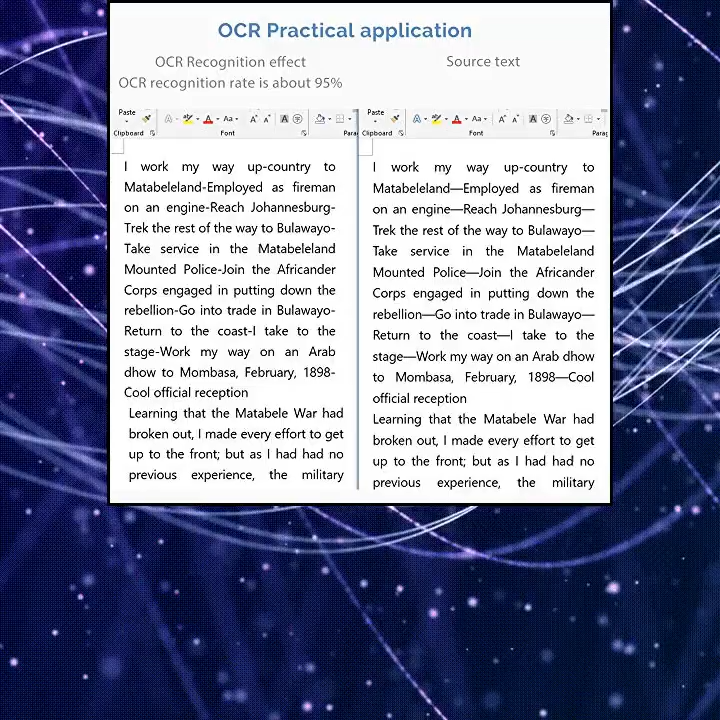 OCR Practical application
OCR Recognition effect
OCR recognition rate is about 95%
Source text
Paste
Clipboard
Font
Para
I work my way up-country to
Matabeleland-Employed as fireman
on an engine-Reach Johannesburg-
Trek the rest of the way to Bulawayo-
Take service in the Matabeleland
Mounted Police-Join the Africander
Corps engaged in putting down the
rebellion-Go into trade in Bulawayo-
Return to the coast-I take to the
stage-Work my way on an Arab
dhow to Mombasa, February, 1898-
Cool official reception
Learning that the Matabele War had
broken out, I made every effort to get
up to the front; but as I had had no
previous experience, the military
Paste
Clipboard
Font
Parag
I work my way up-country to
Matabeleland—Employed as fireman
on an engine—Reach Johannesburg—
Trek the rest of the way to Bulawayo—
Take service in the Matabeleland
Mounted Police—Join the Africander
Corps engaged in putting down the
rebellion—Go into trade in Bulawayo—
Return to the coast—I take to the
stage—Work my way on an Arab dhow
to Mombasa, February, 1898—Cool
official reception
Learning that the Matabele War had
broken out, I made every effort to get
up to the front; but as I had had no
previous experience, the military